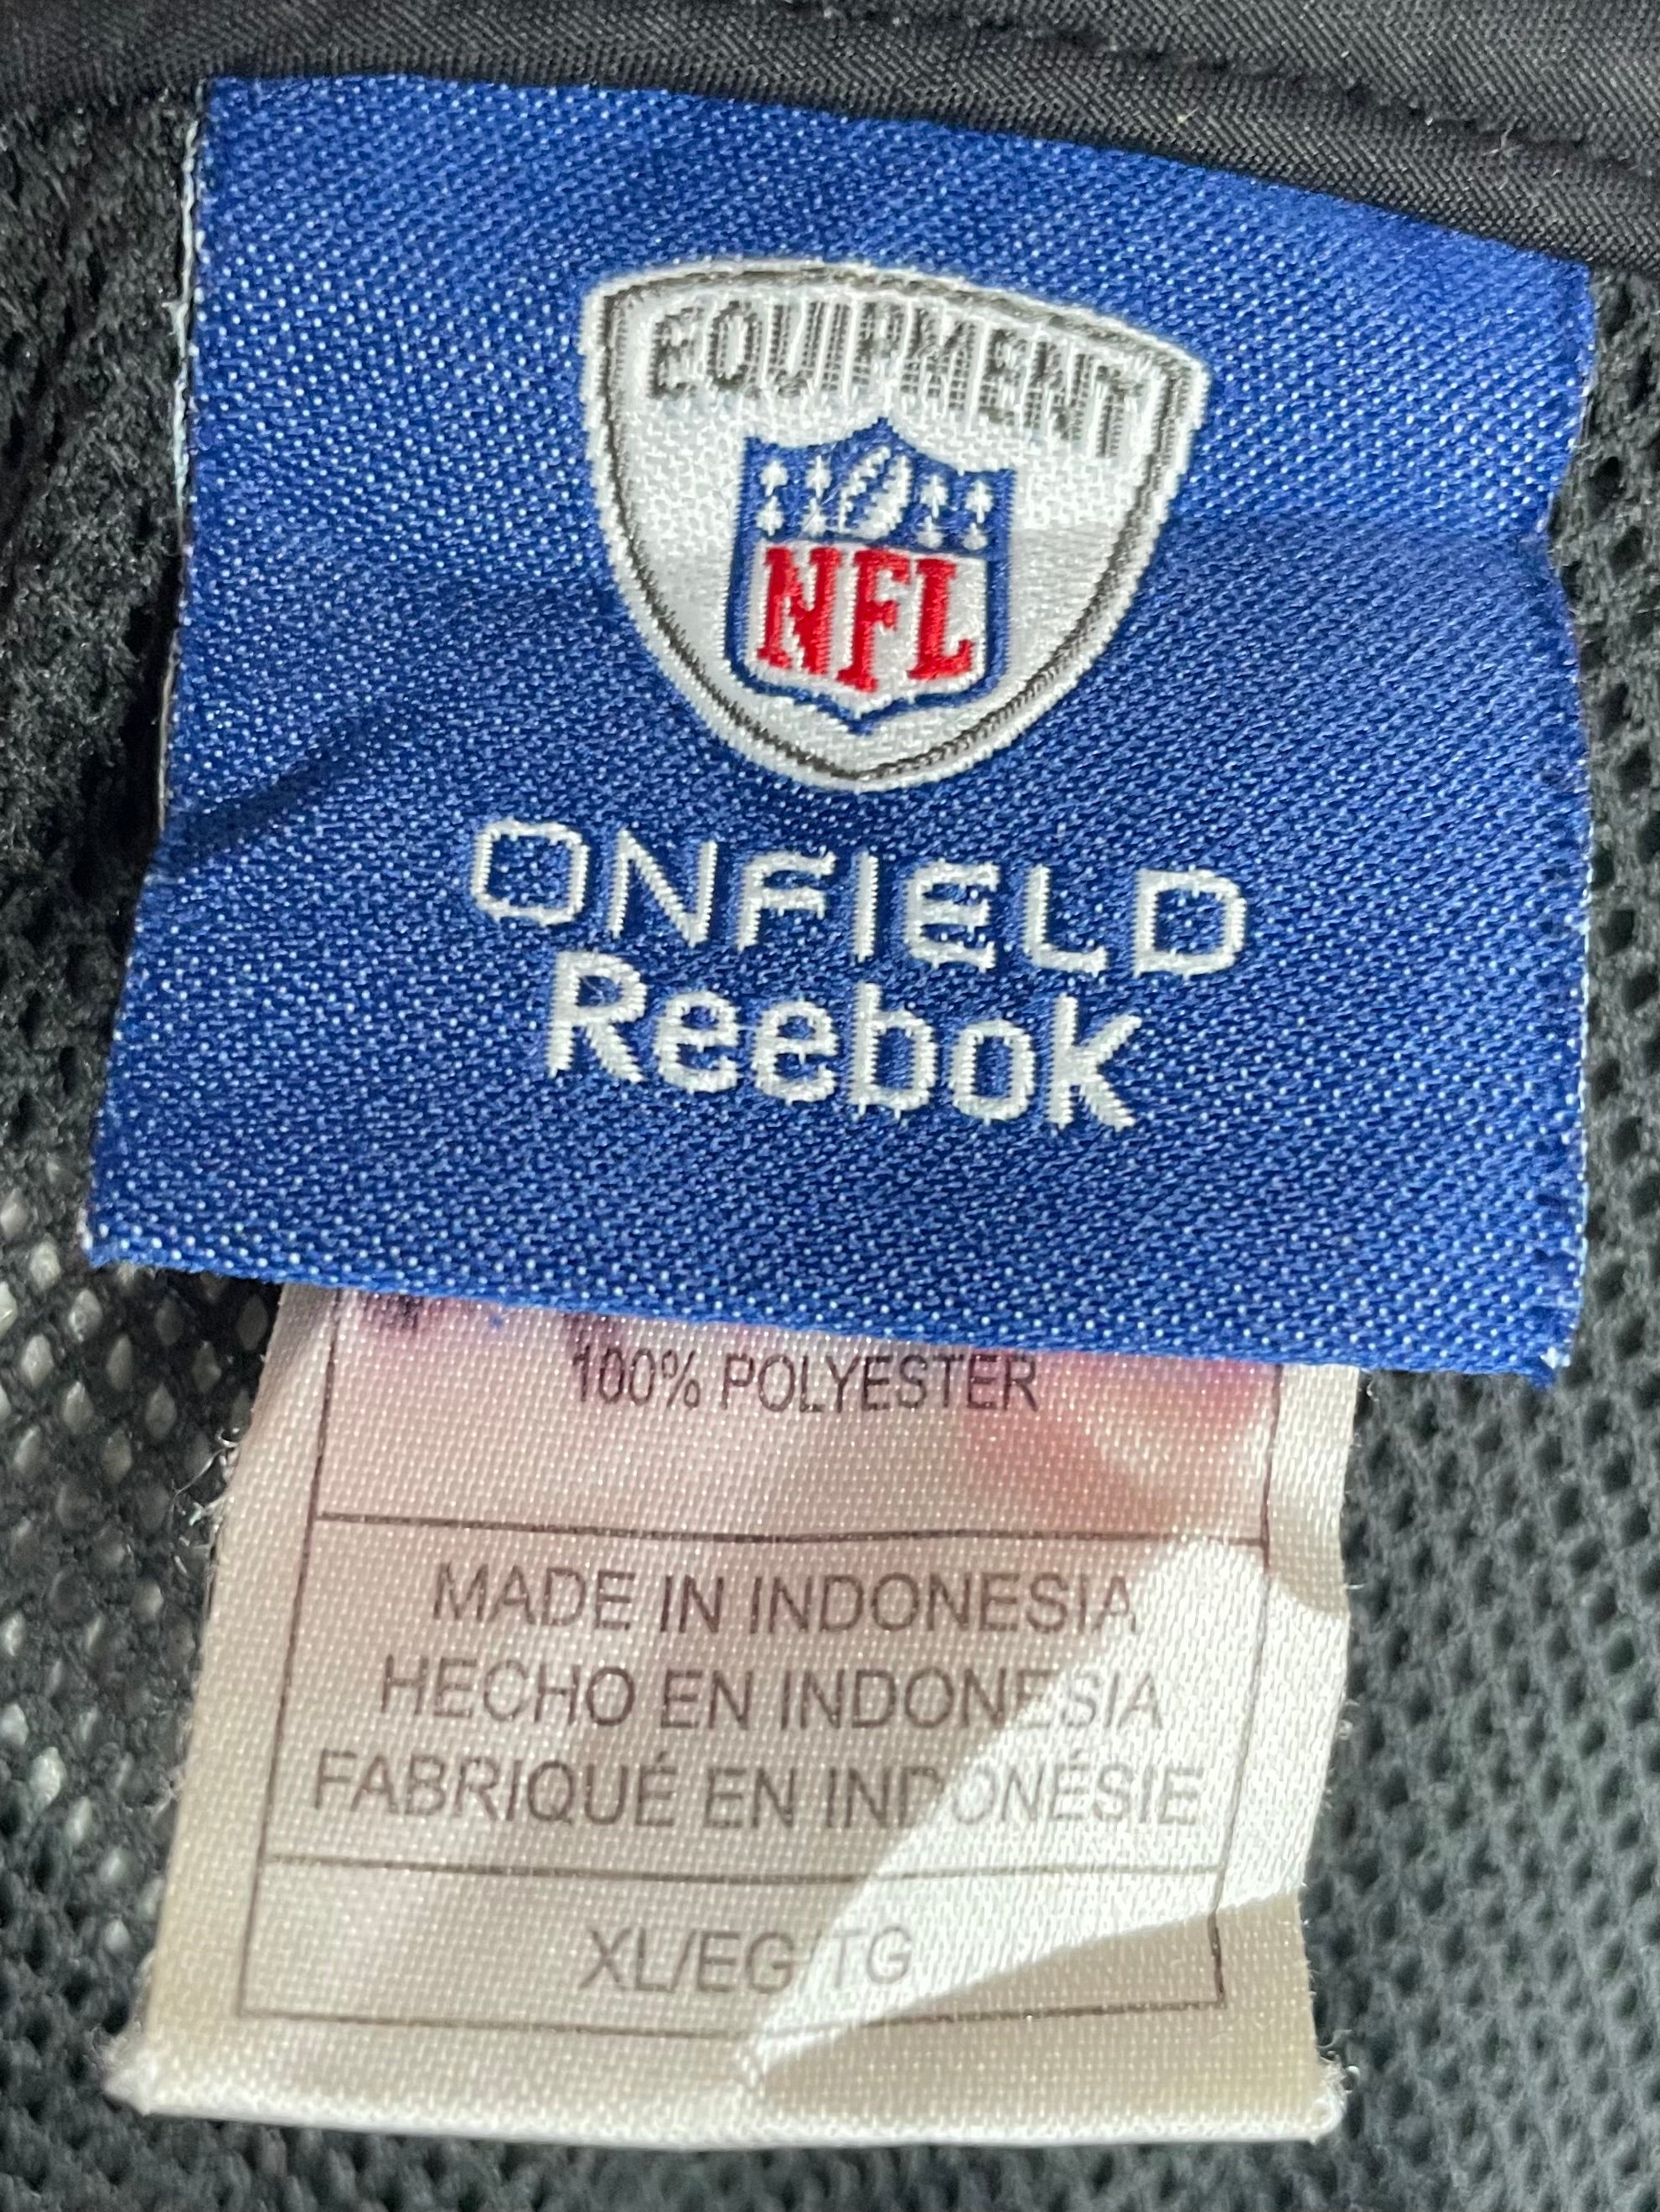 EQUIPMENT
NFL
ONFIELD
Reebok
100% POLYESTER
MADE IN INDONESIA
HECHO EN INDONESIA
FABRIQUÉ EN INDONÉSIE
XL/EG/TG